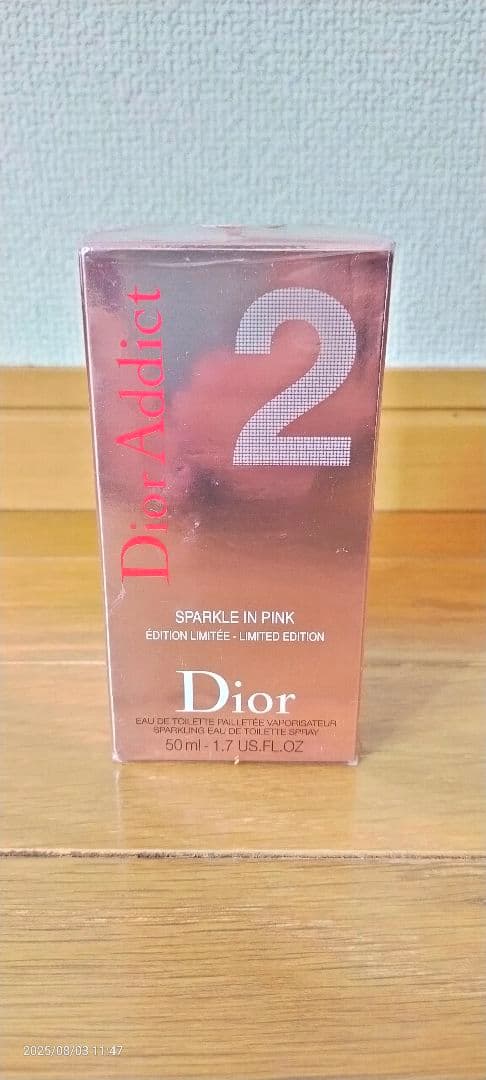 Dior Addict
2
SPARKLE IN PINK
ÉDITION LIMITÉE - LIMITED EDITION
Dior
EAU DE TOILETTE PAILLETÉE VAPORISATEUR
SPARKLING EAU DE TOILETTE SPRAY
50 ml - 1.7 US.FL.OZ
2025/08/03 11:47